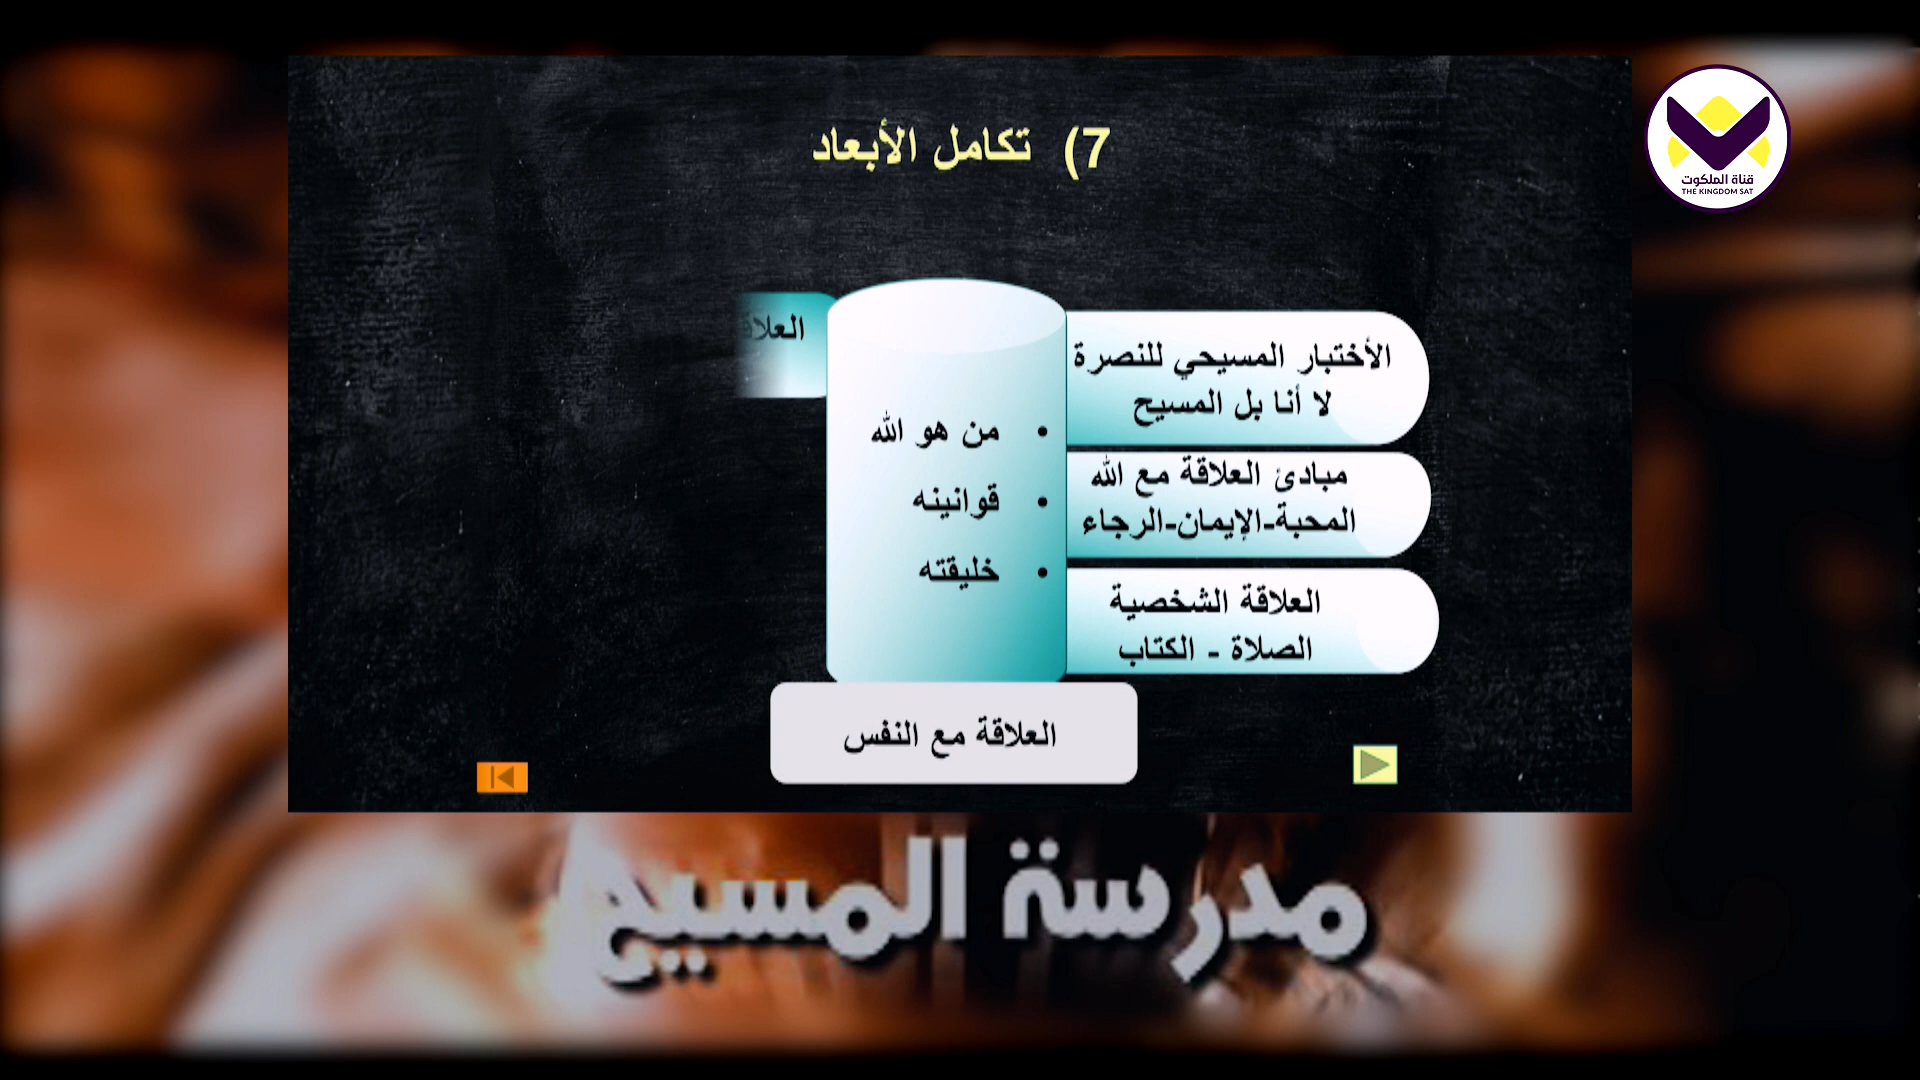 7) تكامل الأبعاد
قناة الملكوت
THE KINGDOM SAT
الأختبار المسيحي للنصرة
لا أنا بل المسيح
مبادئ العلاقة مع الله
المحبة-الإيمان-الرجاء
العلاقة الشخصية
الصلاة - الكتاب
• من هو الله
• قوانينه
• خليقته
العلاقة مع النفس
مدرسة المسيح